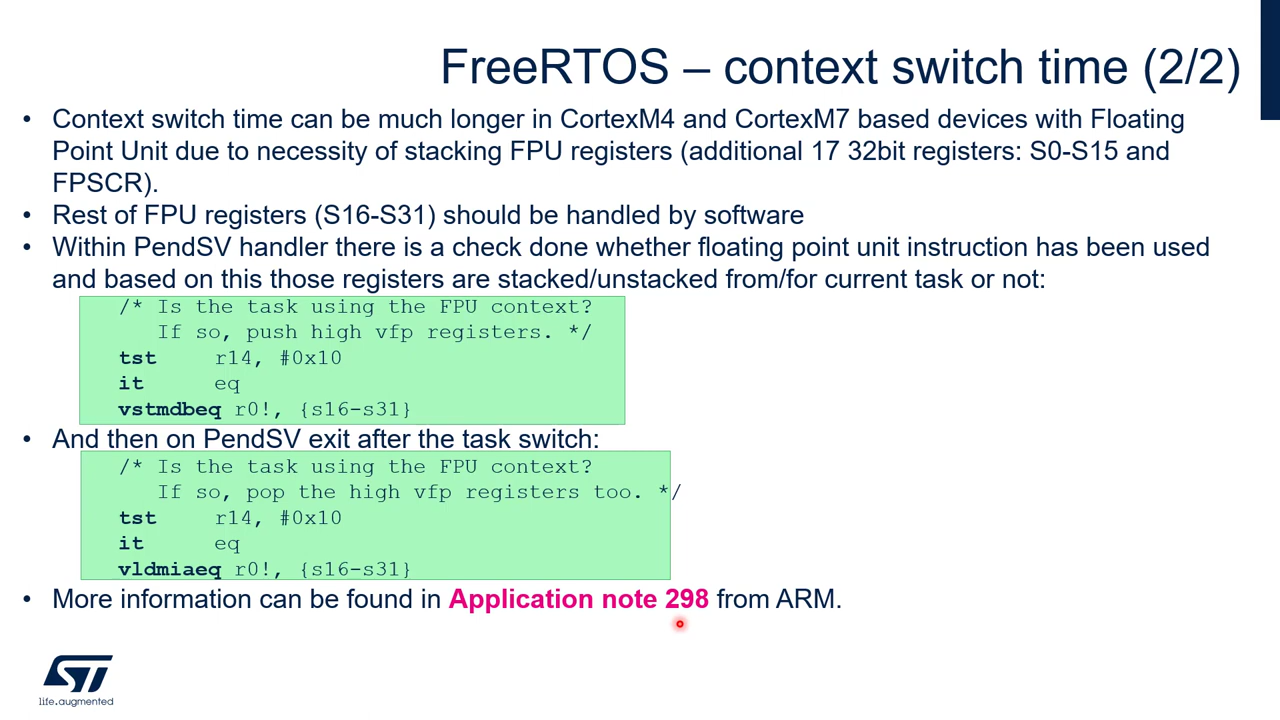 FreeRTOS – context switch time (2/2)
• Context switch time can be much longer in CortexM4 and CortexM7 based devices with Floating
Point Unit due to necessity of stacking FPU registers (additional 17 32bit registers: S0-S15 and
FPSCR).
• Rest of FPU registers (S16-S31) should be handled by software
• Within PendSV handler there is a check done whether floating point unit instruction has been used
and based on this those registers are stacked/unstacked from/for current task or not:
/* Is the task using the FPU context?
If so, push high vfp registers. */
tst r14, #0x10
it eq
vstmdbeq r0!, {s16-s31}
• And then on PendSV exit after the task switch:
/* Is the task using the FPU context?
If so, pop the high vfp registers too. */
tst r14, #0x10
it eq
vldmiaeq r0!, {s16-s31}
• More information can be found in Application note 298 from ARM.
ST
life.augmented